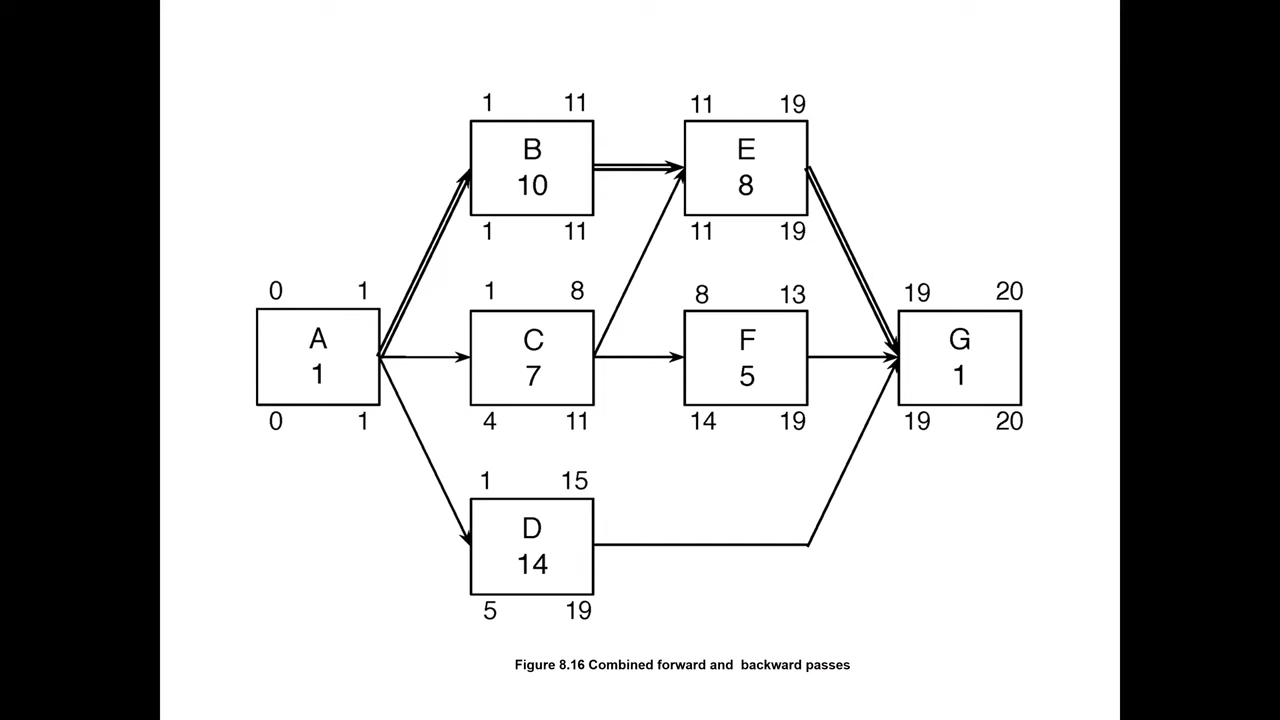 1 11
11 19
B
10
E
8
1 11
11 19
0 1
1 8
8 13
19 20
A
1
C
7
F
5
G
1
0 1
4 11
14 19
19 20
1 15
D
14
5 19
Figure 8.16 Combined forward and backward passes